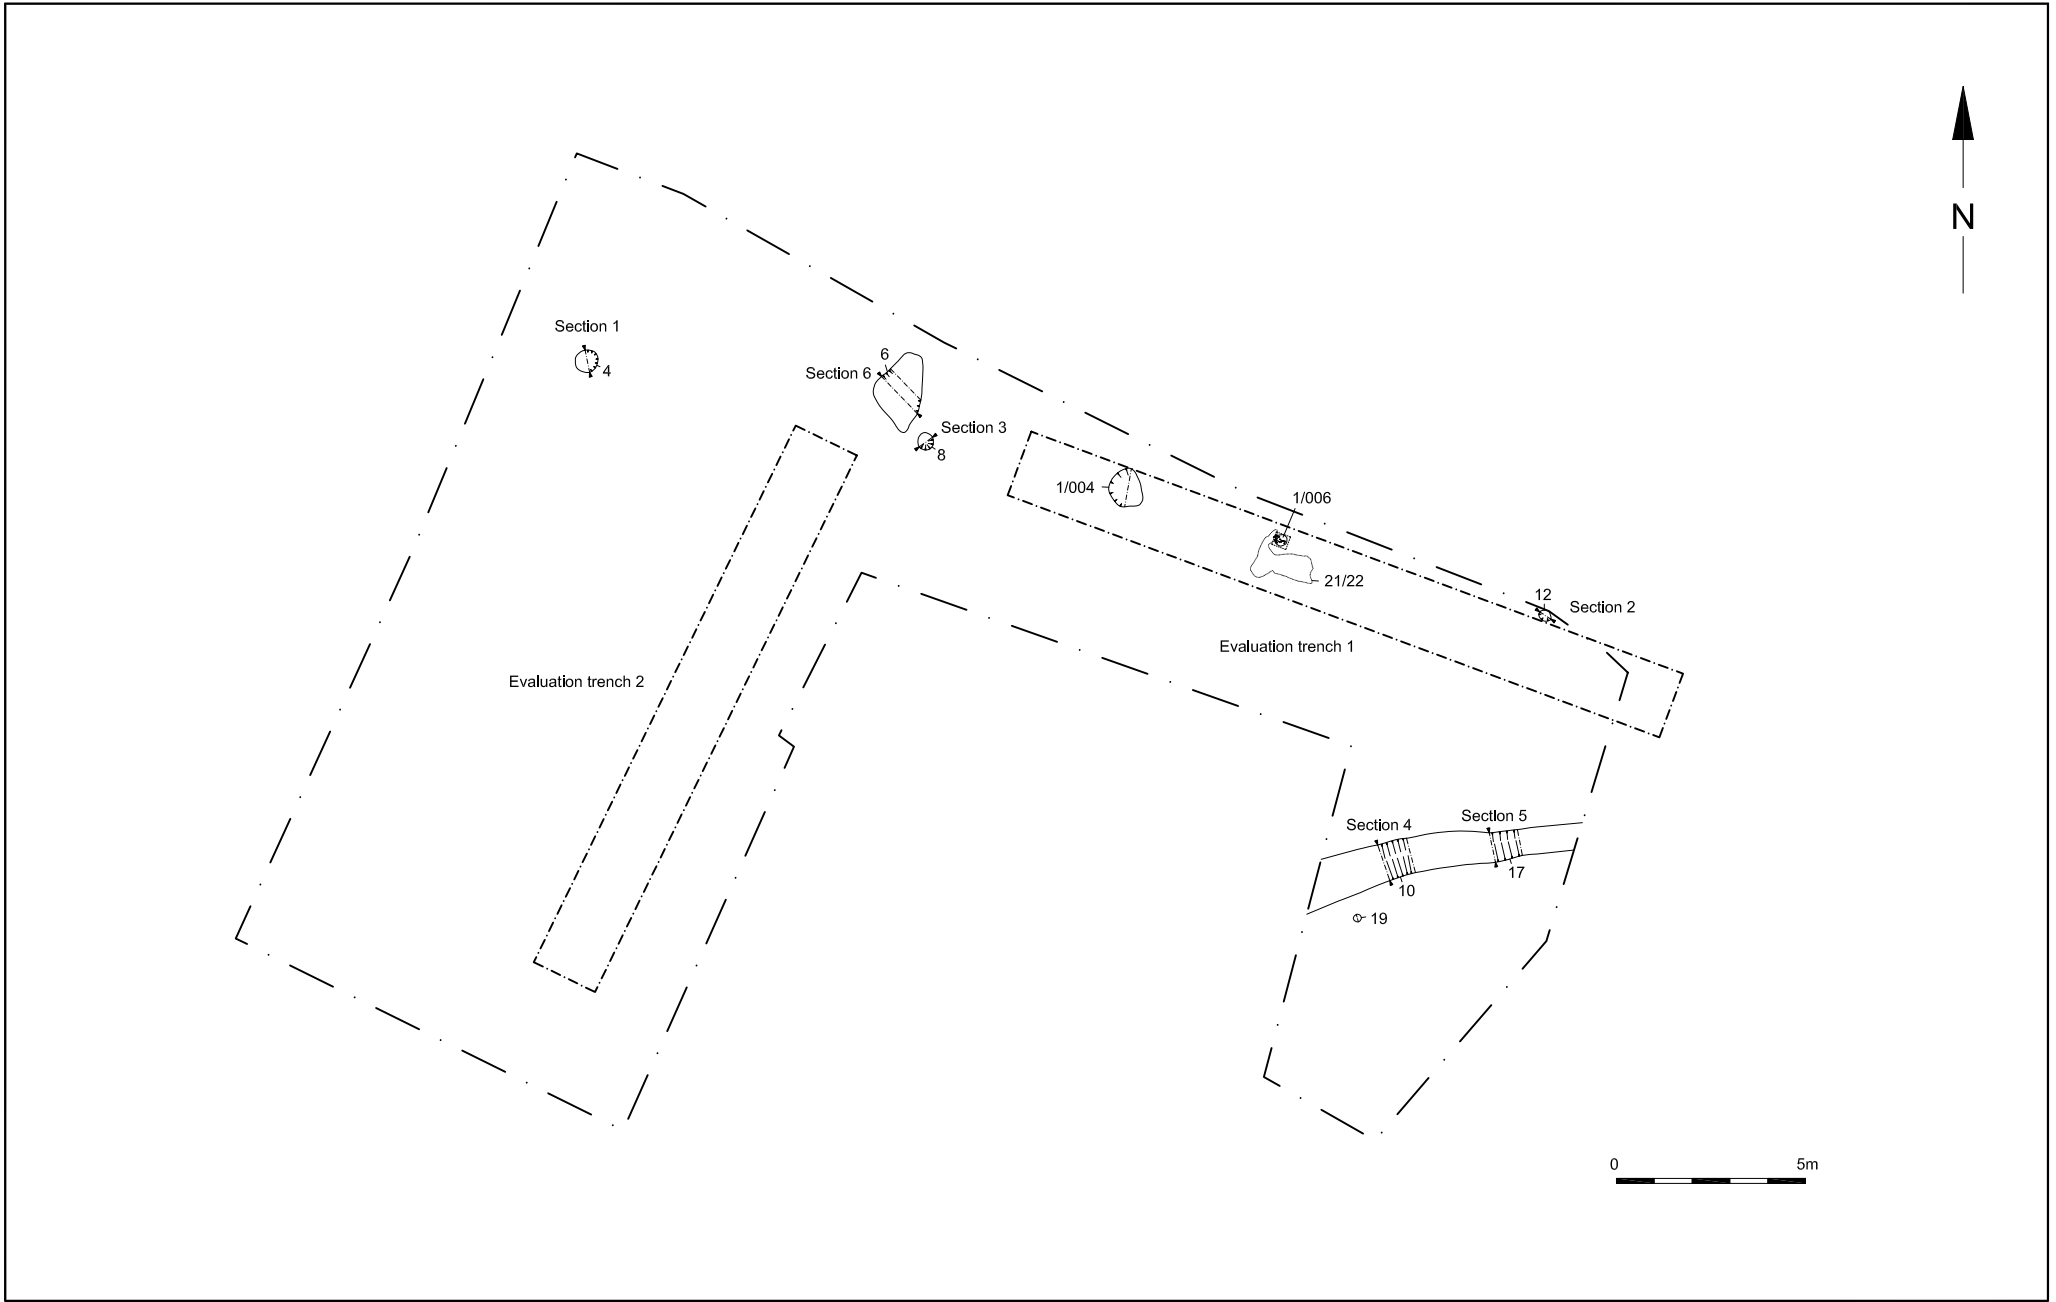 N
Section 1
4
6
Section 6
Section 3
8
1/004
1/006
21/22
12
Section 2
Evaluation trench 1
Evaluation trench 2
Section 4
Section 5
10
17
19
0
5m